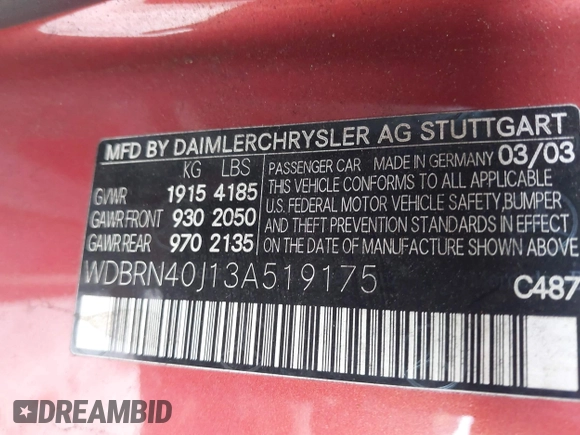 MFD BY DAIMLERCHRYSLER AG STUTTGART
KG LBS
GVWR 1915 4185
GAWR FRONT 930 2050
GAWR REAR 970 2135
PASSENGER CAR MADE IN GERMANY 03/03
THIS VEHICLE CONFORMS TO ALL APPLICABLE
U.S. FEDERAL MOTOR VEHICLE SAFETY, BUMPER
AND THEFT PREVENTION STANDARDS IN EFFECT
ON THE DATE OF MANUFACTURE SHOWN ABOVE
WDBRN40J13A519175
C487
DREAMBID